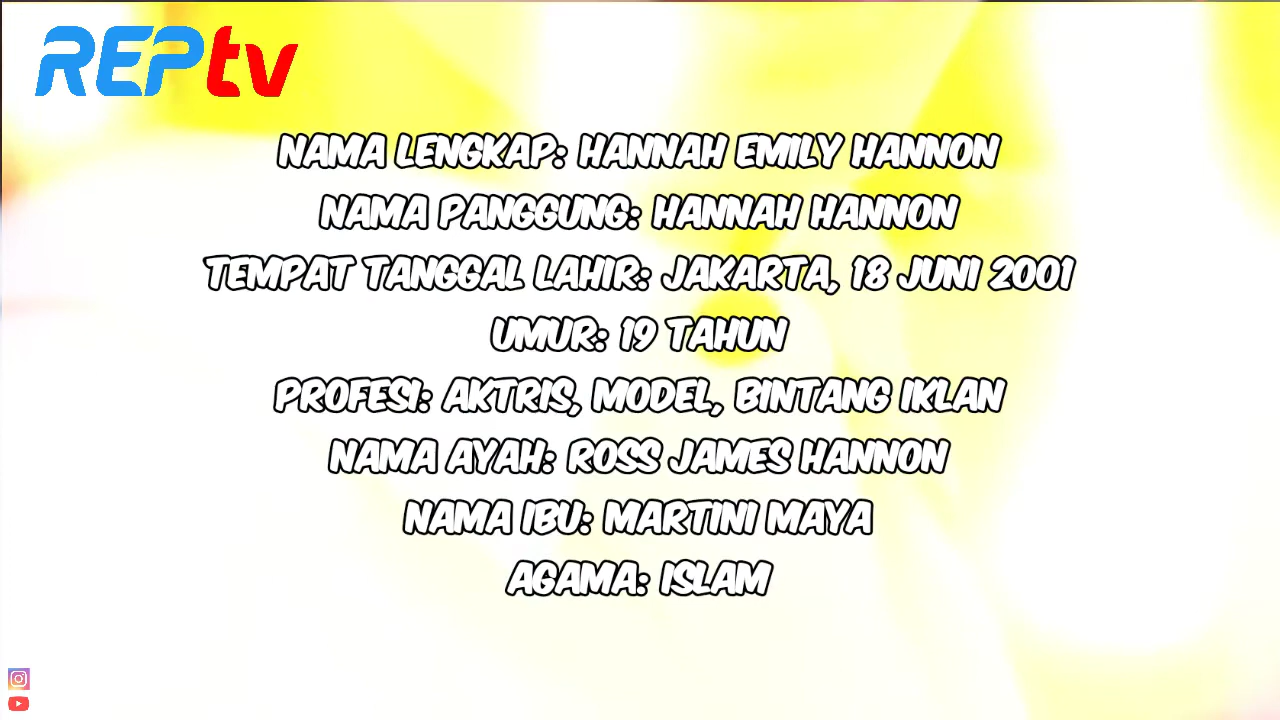 REPtv
NAMA LENGKAP: HANNAH EMILY HANNON
NAMA PANGGUNG: HANNAH HANNON
TEMPAT TANGGAL LAHIR: JAKARTA, 18 JUNI 2001
UMUR: 19 TAHUN
PROFESI: AKTRIS, MODEL, BINTANG IKLAN
NAMA AYAH: ROSS JAMES HANNON
NAMA IBU: MARTINI MAYA
AGAMA: ISLAM